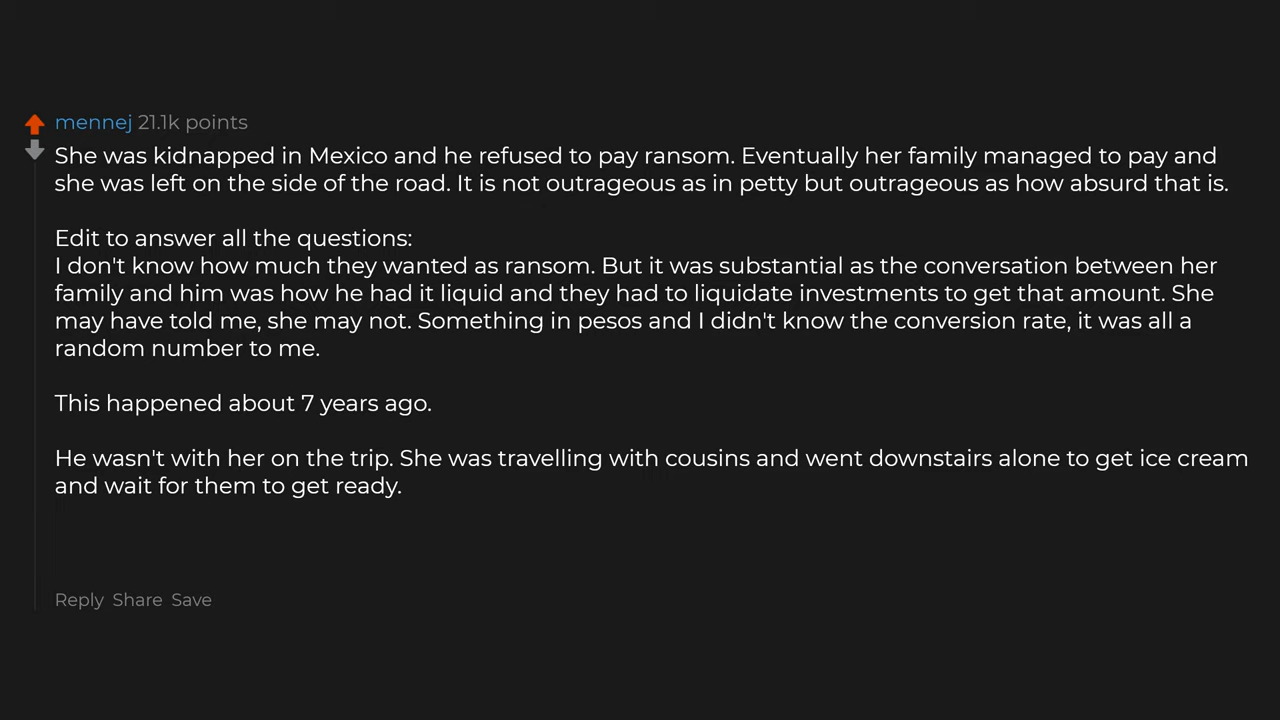 mennej 21.1k points
She was kidnapped in Mexico and he refused to pay ransom. Eventually her family managed to pay and
she was left on the side of the road. It is not outrageous as in petty but outrageous as how absurd that is.
Edit to answer all the questions:
I don't know how much they wanted as ransom. But it was substantial as the conversation between her
family and him was how he had it liquid and they had to liquidate investments to get that amount. She
may have told me, she may not. Something in pesos and I didn't know the conversion rate, it was all a
random number to me.
This happened about 7 years ago.
He wasn't with her on the trip. She was travelling with cousins and went downstairs alone to get ice cream
and wait for them to get ready.
Reply Share Save